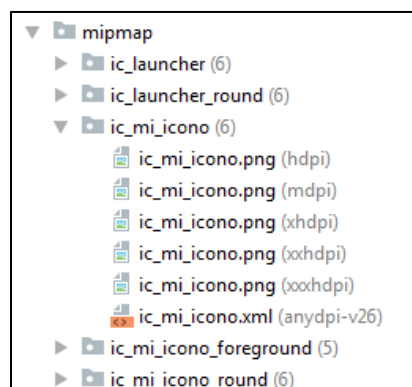 mipmap
ic_launcher (6)
ic_launcher_round (6)
ic_mi_icono (6)
ic_mi_icono.png (hdpi)
ic_mi_icono.png (mdpi)
ic_mi_icono.png (xhdpi)
ic_mi_icono.png (xxhdpi)
ic_mi_icono.png (xxxhdpi)
ic_mi_icono.xml (anydpi-v26)
ic_mi_icono_foreground (5)
ic_mi_icono_round (6)